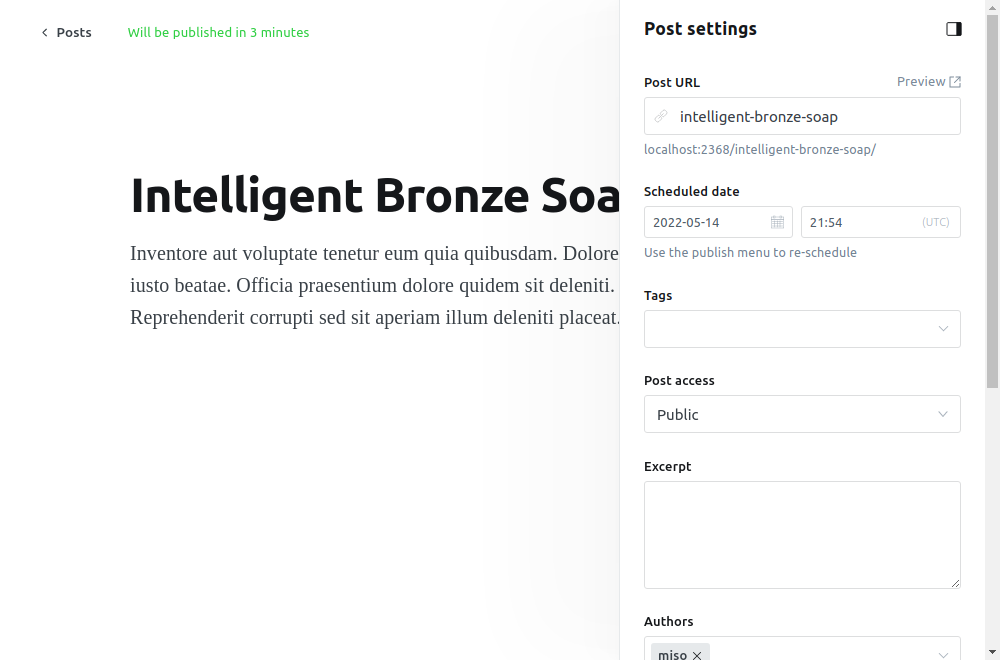 Posts
Will be published in 3 minutes
Intelligent Bronze Soa
Inventore aut voluptate tenetur eum quia quibusdam. Dolore
iusto beatae. Officia praesentium dolore quidem sit deleniti.
Reprehenderit corrupti sed sit aperiam illum deleniti placeat.
Post settings
Post URL
Preview
intelligent-bronze-soap
localhost:2368/intelligent-bronze-soap/
Scheduled date
2022-05-14
21:54
(UTC)
Use the publish menu to re-schedule
Tags
Post access
Public
Excerpt
Authors
miso